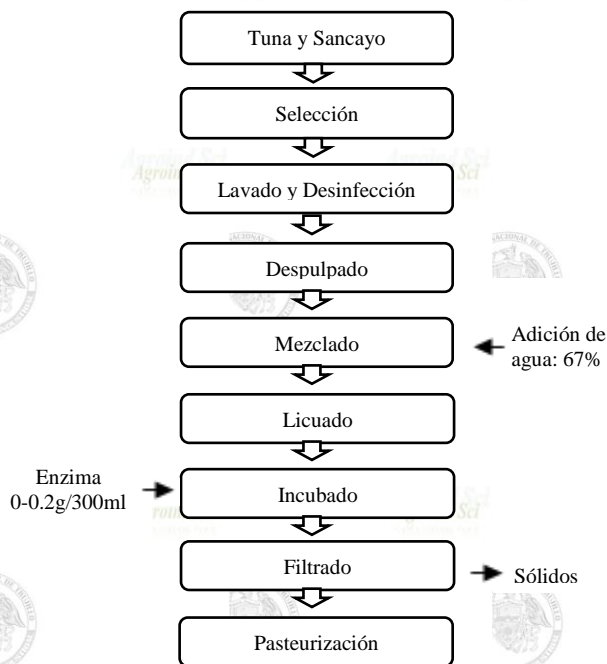 Tuna y Sancayo
Selección
Lavado y Desinfección
Despulpado
Mezclado
Adición de
agua: 67%
Licuado
Enzima
0-0.2g/300ml
Incubado
Filtrado
Sólidos
Pasteurización